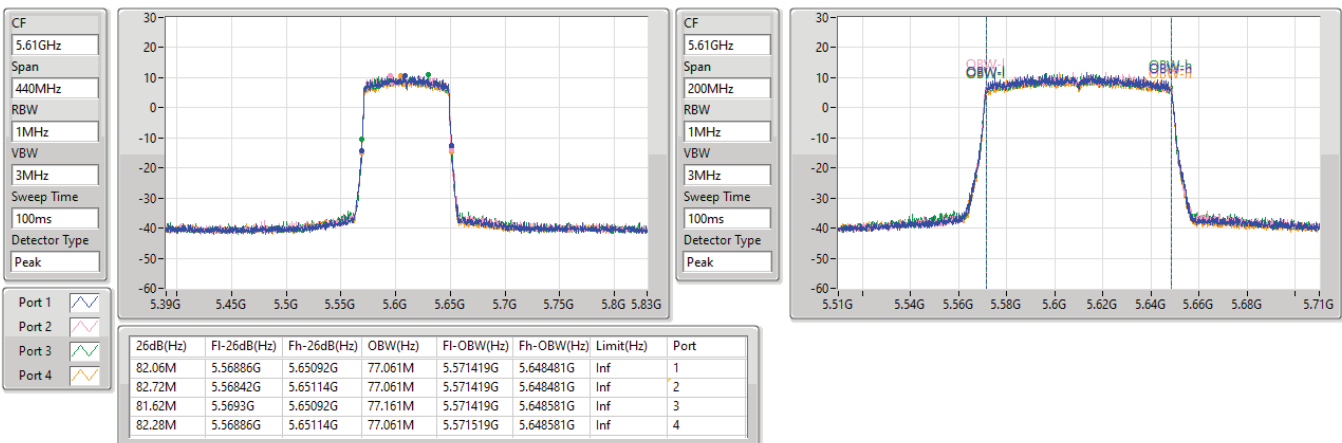 CF
5.61GHz
Span
440MHz
RBW
1MHz
VBW
3MHz
Sweep Time
100ms
Detector Type
Peak
30
20
10
0
-10
-20
-30
-40
-50
-60
5.39G 5.45G 5.5G 5.55G 5.6G 5.65G 5.7G 5.75G 5.8G 5.83G
CF
5.61GHz
Span
200MHz
RBW
1MHz
VBW
3MHz
Sweep Time
100ms
Detector Type
Peak
30
20
10
0
-10
-20
-30
-40
-50
-60
OBW-l OBW-h
OBW-l OBW-h
5.51G 5.54G 5.56G 5.58G 5.6G 5.62G 5.64G 5.66G 5.68G 5.71G
Port 1
Port 2
Port 3
Port 4
26dB(Hz) Fl-26dB(Hz) Fh-26dB(Hz) OBW(Hz) Fl-OBW(Hz) Fh-OBW(Hz) Limit(Hz) Port
82.06M 5.56886G 5.65092G 77.061M 5.571419G 5.648481G Inf 1
82.72M 5.56842G 5.65114G 77.061M 5.571419G 5.648481G Inf 2
81.62M 5.5693G 5.65092G 77.161M 5.571419G 5.648581G Inf 3
82.28M 5.56886G 5.65114G 77.061M 5.571519G 5.648581G Inf 4